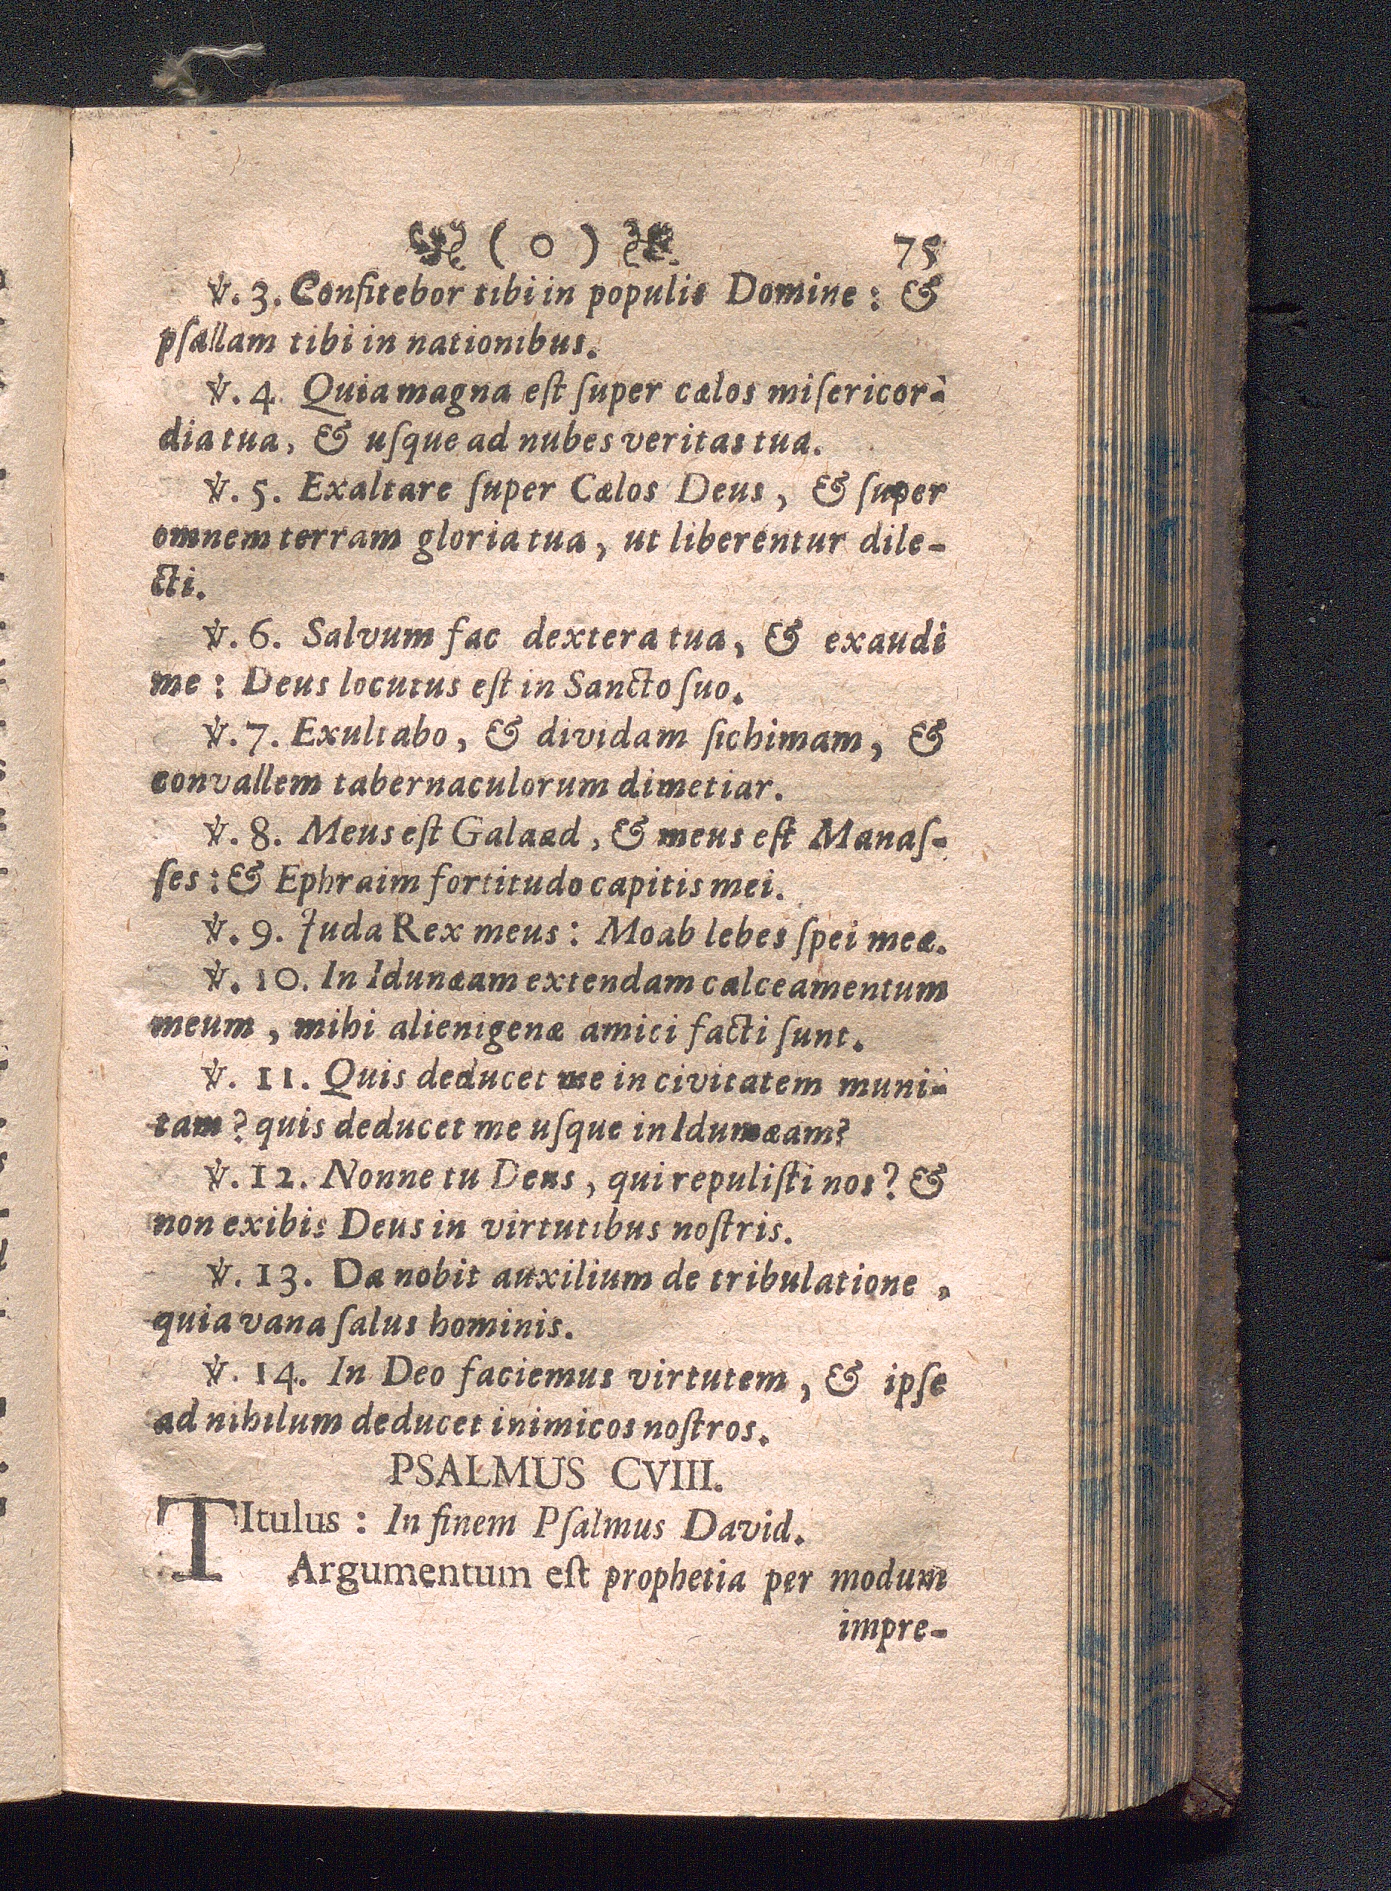 ( o ) 75
℣. 3. Confitebor tibi in populis Domine : &
pſallam tibi in nationibus.
℣. 4. Quia magna eſt ſuper cælos miſericor-
dia tua, & uſque ad nubes veritas tua.
℣. 5. Exaltare ſuper Cælos Deus, & ſuper
omnem terram gloria tua, ut liberentur dile-
cti.
℣. 6. Salvum fac dextera tua, & exaudi
me : Deus locutus eſt in Sancto ſuo.
℣. 7. Exultabo, & dividam ſichimam, &
convallem tabernaculorum dimetiar.
℣. 8. Meus eſt Galaad, & meus eſt Manaſ-
ſes : & Ephraim fortitudo capitis mei.
℣. 9. Juda Rex meus : Moab lebes ſpei meæ.
℣. 10. In Idunæam extendam calceamentum
meum, mihi alienigenæ amici facti ſunt.
℣. 11. Quis deducet me in civitatem muni-
tam ? quis deducet me uſque in Idumæam?
℣. 12. Nonne tu Deus, qui repuliſti nos ? &
non exibis Deus in virtutibus noſtris.
℣. 13. Da nobit auxilium de tribulatione,
quia vana ſalus hominis.
℣. 14. In Deo faciemus virtutem, & ipſe
ad nihilum deducet inimicos noſtros.
PSALMUS CVIII.
TItulus : In finem Pſalmus David.
Argumentum eſt prophetia per modum
impre-